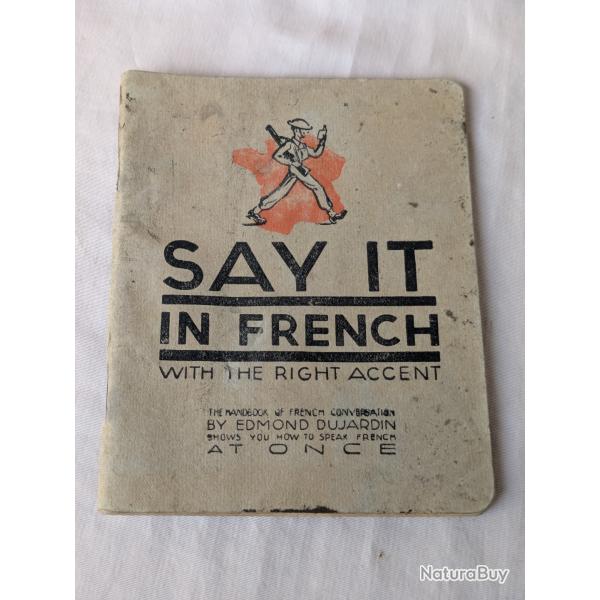 SAY IT
IN FRENCH
WITH THE RIGHT ACCENT
THE HANDBOOK OF FRENCH CONVERSATION
BY EDMOND DUJARDIN
SHOWS YOU HOW TO SPEAK FRENCH
AT ONCE
NaturaBuy